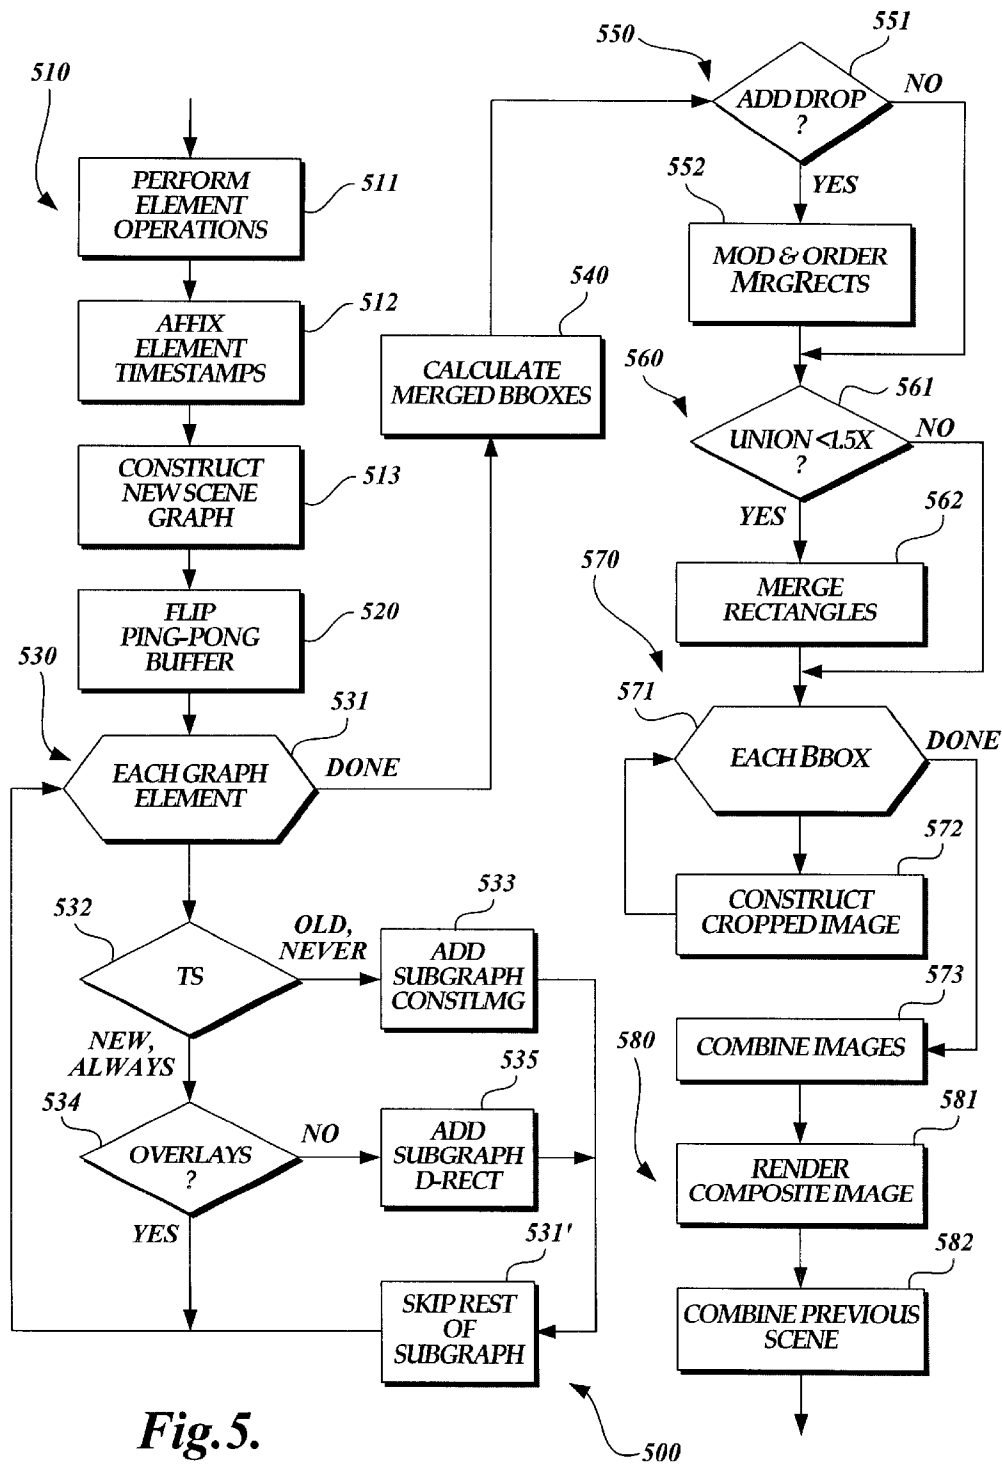 510
PERFORM
ELEMENT
OPERATIONS
511
AFFIX
ELEMENT
TIMESTAMPS
512
CONSTRUCT
NEW SCENE
GRAPH
513
FLIP
PING-PONG
BUFFER
520
530
EACH GRAPH
ELEMENT
531
DONE
532
TS
OLD,
NEVER
533
ADD
SUBGRAPH
CONSTLMG
NEW,
ALWAYS
534
OVERLAYS
?
NO
535
ADD
SUBGRAPH
D-RECT
YES
531'
SKIP REST
OF
SUBGRAPH
540
CALCULATE
MERGED BBOXES
550
551
ADD DROP
?
NO
YES
552
MOD & ORDER
MRGRECTS
560
561
UNION <1.5X
?
NO
YES
562
MERGE
RECTANGLES
570
571
EACH BBOX
DONE
572
CONSTRUCT
CROPPED IMAGE
573
COMBINE IMAGES
580
581
RENDER
COMPOSITE IMAGE
582
COMBINE PREVIOUS
SCENE
500
Fig. 5.